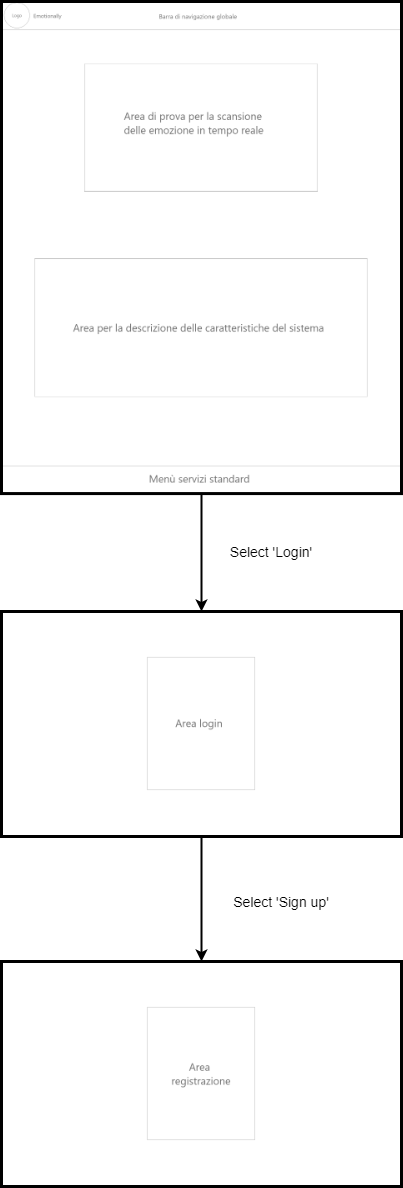 Logo
Emotionally
Barra di navigazione globale
Area di prova per la scansione
delle emozione in tempo reale
Area per la descrizione delle caratteristiche del sistema
Menù servizi standard
Select 'Login'
Area login
Select 'Sign up'
Area
registrazione